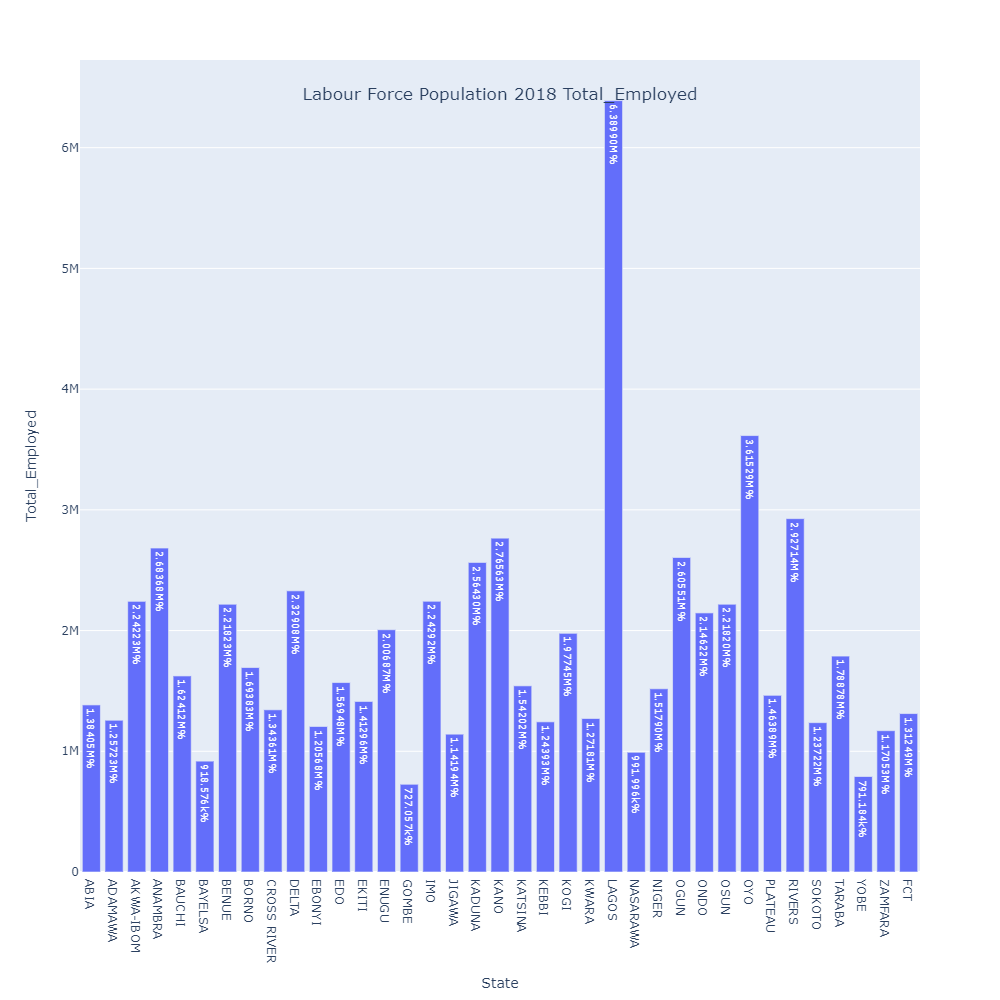 Labour Force Population 2018 Total_Employed
6M
5M
4M
3M
2M
1M
0
Total_Employed
1.38405M%
1.25723M%
2.24223M%
2.68368M%
1.62412M%
918.576k%
2.21823M%
1.69383M%
1.34361M%
2.32908M%
1.20568M%
1.56948M%
1.41296M%
2.00687M%
727.057k%
2.24292M%
1.14194M%
2.56430M%
2.76563M%
1.54202M%
1.24393M%
1.97745M%
1.27181M%
6.38990M%
991.996k%
1.51790M%
2.60551M%
2.14622M%
2.21820M%
3.61529M%
1.46389M%
2.92714M%
1.23722M%
1.78878M%
791.184k%
1.17053M%
1.31249M%
ABIA
ADAMAWA
AKWA-IBOM
ANAMBRA
BAUCHI
BAYELSA
BENUE
BORNO
CROSS RIVER
DELTA
EBONYI
EDO
EKITI
ENUGU
GOMBE
IMO
JIGAWA
KADUNA
KANO
KATSINA
KEBBI
KOGI
KWARA
LAGOS
NASARAWA
NIGER
OGUN
ONDO
OSUN
OYO
PLATEAU
RIVERS
SOKOTO
TARABA
YOBE
ZAMFARA
FCT
State